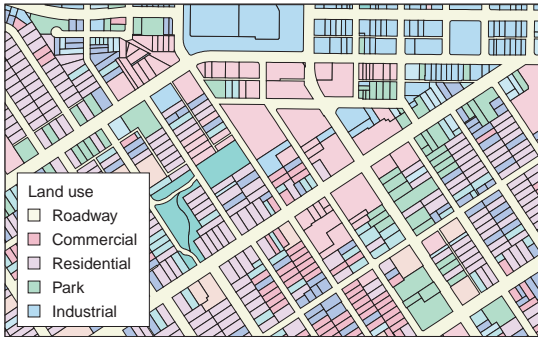 Land use
Roadway
Commercial
Residential
Park
Industrial